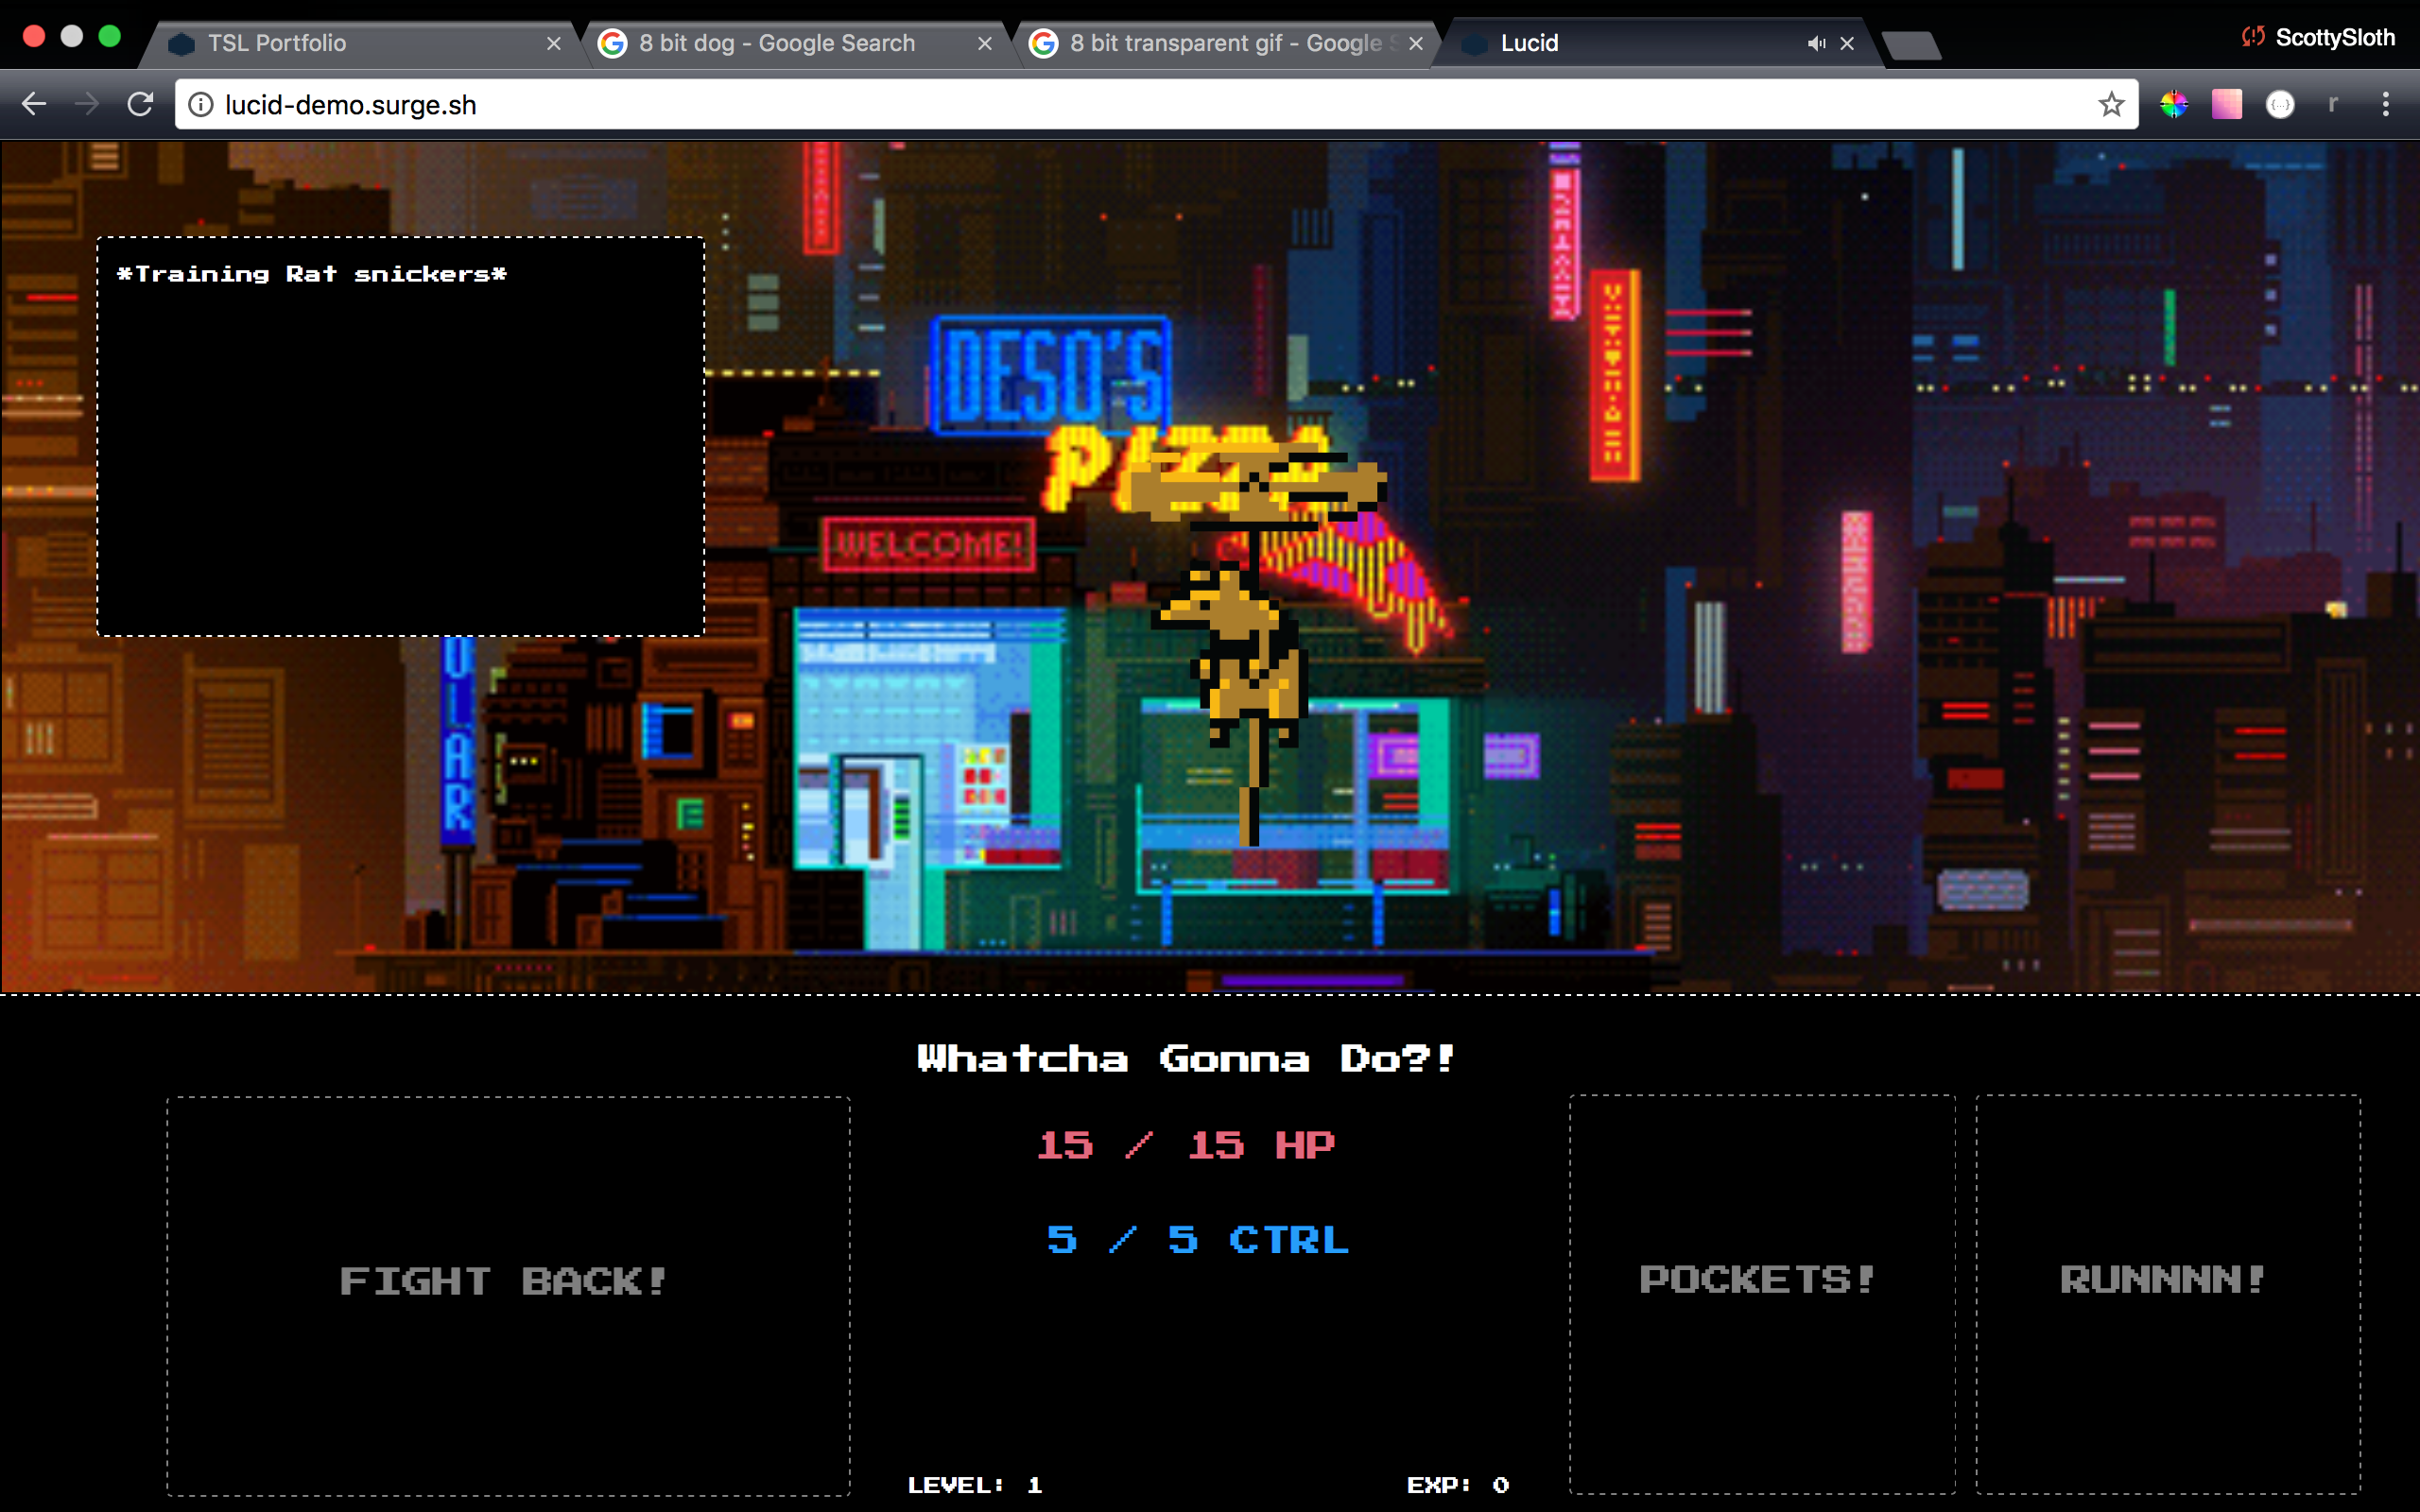 TSL Portfolio
8 bit dog - Google Search
8 bit transparent gif - Google S
Lucid
ScottySloth
lucid-demo.surge.sh
*Training Rat snickers*
DESO'S
PIZZA
WELCOME!
ULAR
Whatcha Gonna Do?!
15 / 15 HP
5 / 5 CTRL
FIGHT BACK!
POCKETS!
RUNNNN!
LEVEL: 1
EXP: 0